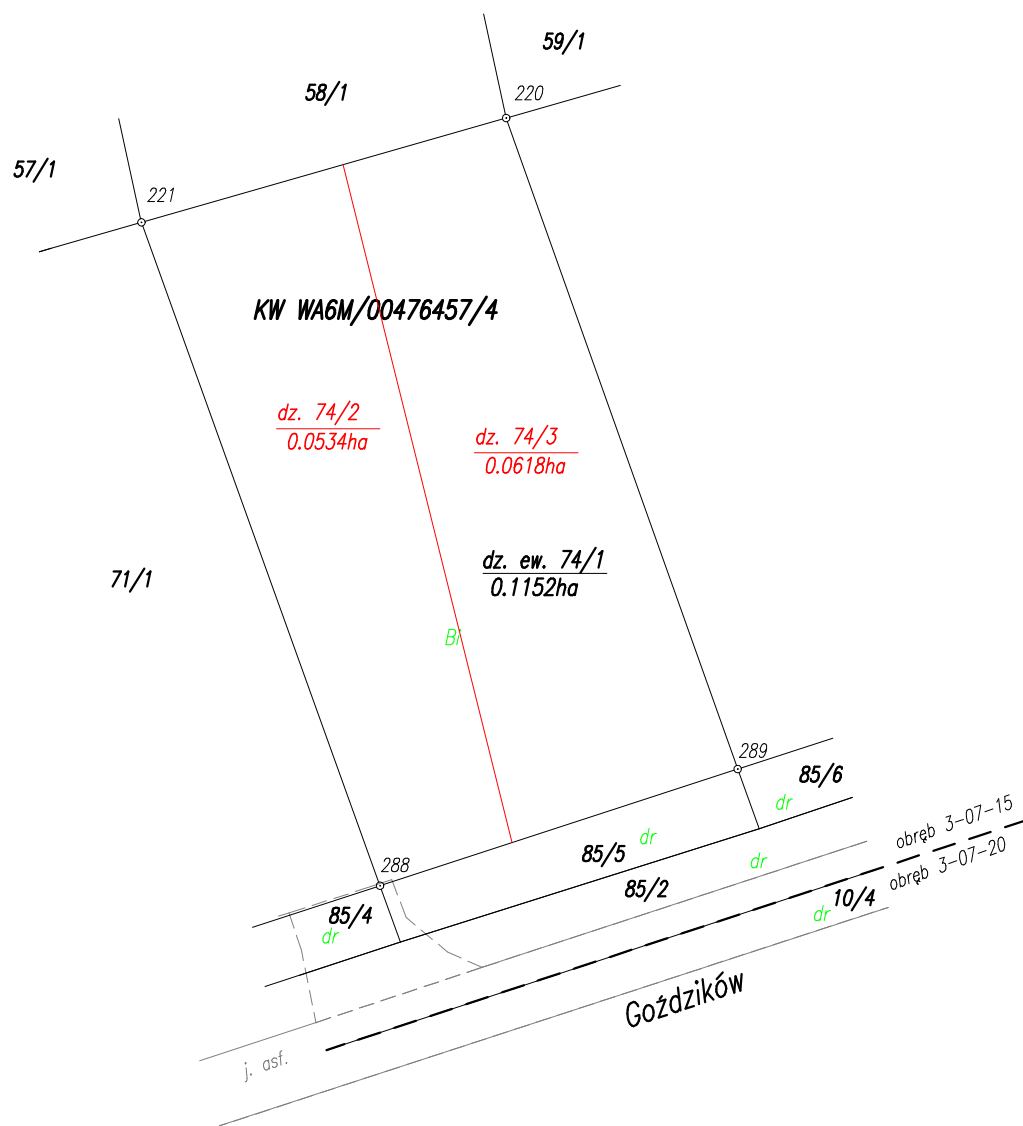 59/1
58/1
220
57/1
221
KW WA6M/00476457/4
dz. 74/2
0.0534ha
dz. 74/3
0.0618ha
dz. ew. 74/1
0.1152ha
71/1
Bi
289
85/6
dr
obręb 3-07-15
obręb 3-07-20
dr
85/5
dr
288
85/2
85/4
dr
10/4
dr
Goździków
j. asf.